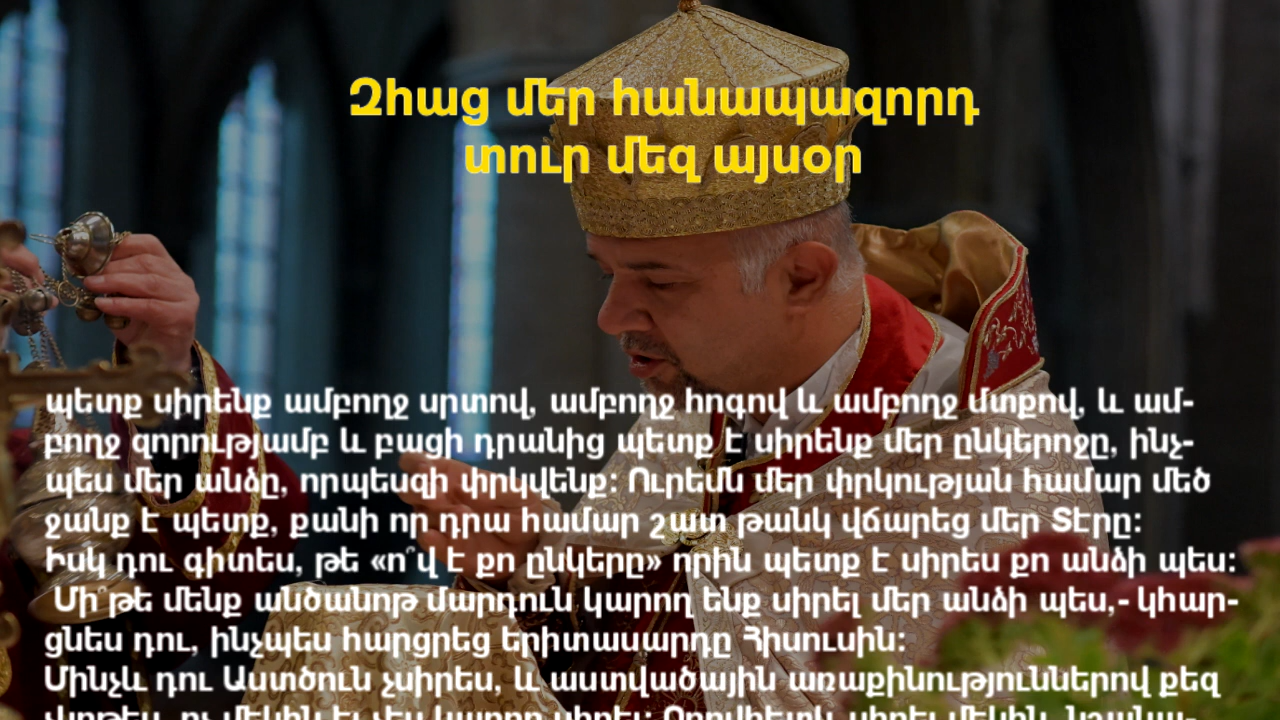 Զհաց մեր հանապազորդ
տուր մեզ այսօր
պետք սիրենք ամբողջ սրտով, ամբողջ հոգով և ամբողջ մտքով, և ամ-
բողջ զորությամբ և բացի դրանից պետք է սիրենք մեր ընկերոջը, ինչ-
պես մեր անձը, որպեսզի փրկվենք: Ուրեմն մեր փրկության համար մեծ
ջանք է պետք, քանի որ դրա համար շատ թանկ վճարեց մեր Տէրը:
Իսկ դու գիտես, թե «ո՞վ է քո ընկերը» որին պետք է սիրես քո անձի պես:
Մի՞թե մենք անծանոթ մարդուն կարող ենք սիրել մեր անձի պես,- կհար-
ցնես դու, ինչպես հարցրեց երիտասարդը Հիսուսին:
Մինչև դու Աստծուն չսիրես, և աստվածային առաքինություններով քեզ